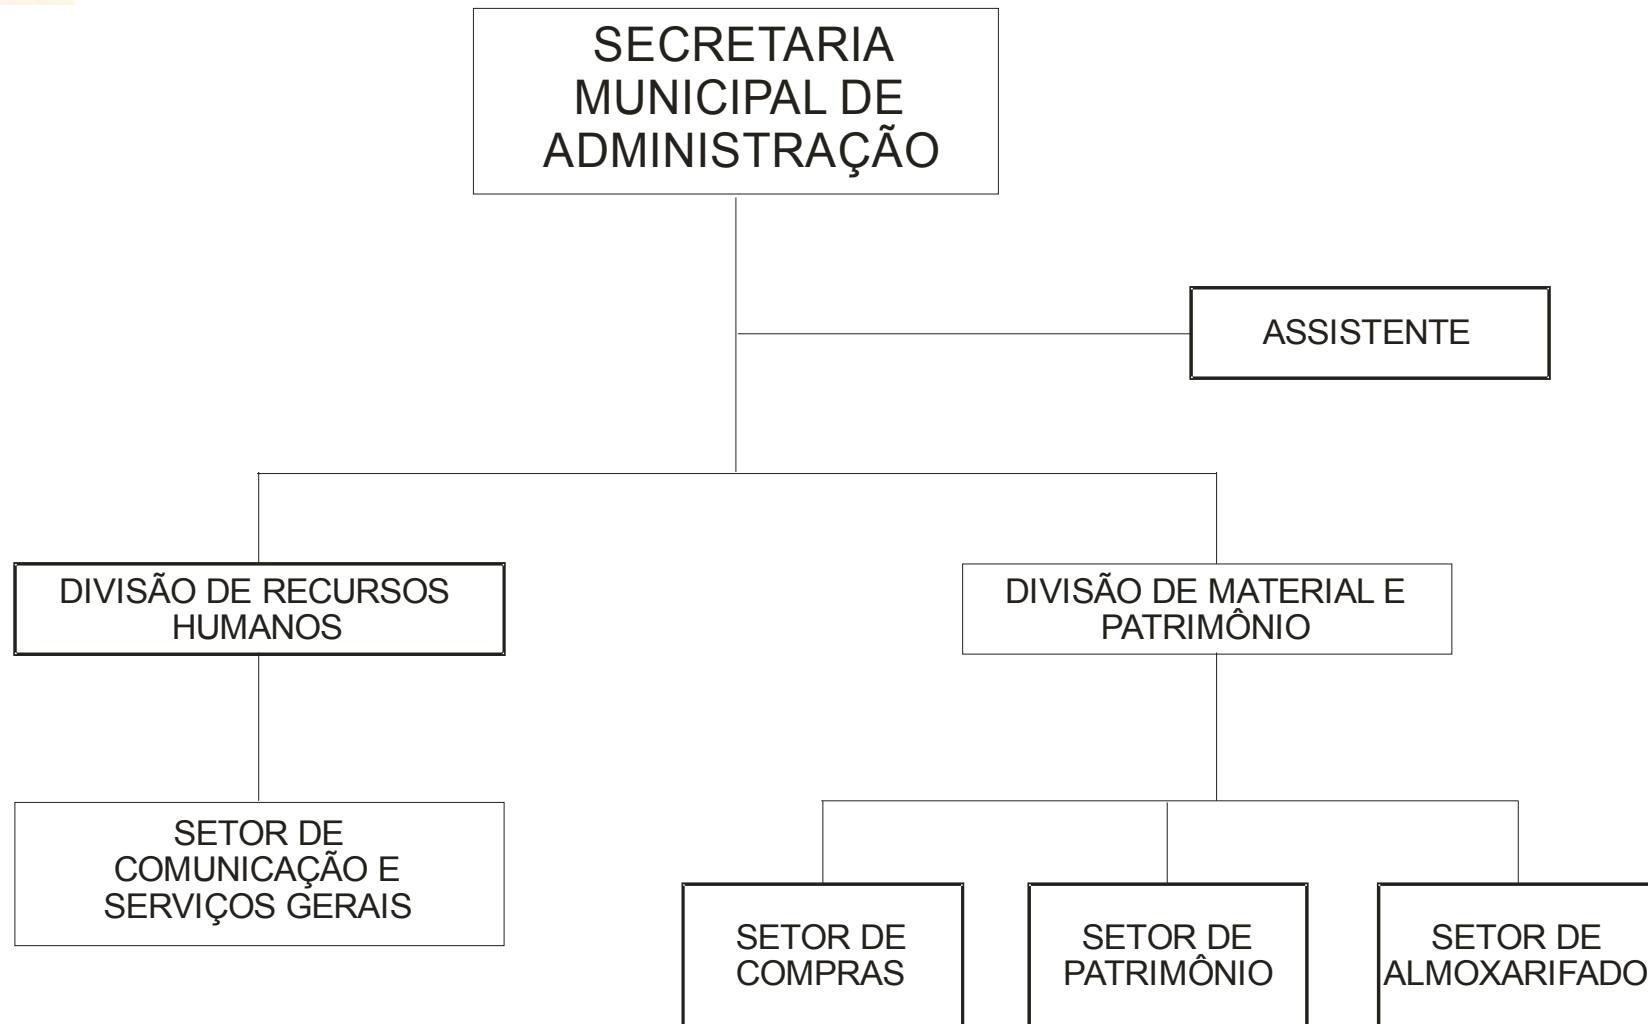 SECRETARIA
MUNICIPAL DE
ADMINISTRAÇÃO
ASSISTENTE
DIVISÃO DE RECURSOS
HUMANOS
DIVISÃO DE MATERIAL E
PATRIMÔNIO
SETOR DE
COMUNICAÇÃO E
SERVIÇOS GERAIS
SETOR DE
COMPRAS
SETOR DE
PATRIMÔNIO
SETOR DE
ALMOXARIFADO